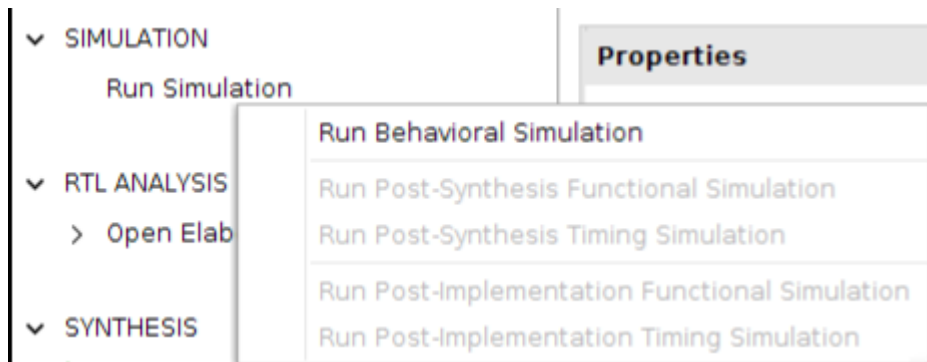 SIMULATION
Run Simulation
RTL ANALYSIS
Open Elab
SYNTHESIS
Properties
Run Behavioral Simulation
Run Post-Synthesis Functional Simulation
Run Post-Synthesis Timing Simulation
Run Post-Implementation Functional Simulation
Run Post-Implementation Timing Simulation